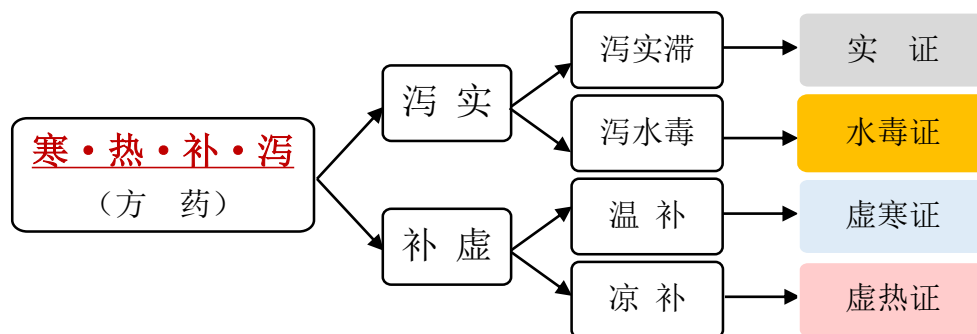 寒·热·补·泻
（方　药）
泻 实
补 虚
泻实滞
泻水毒
温 补
凉 补
实　证
水毒证
虚寒证
虚热证